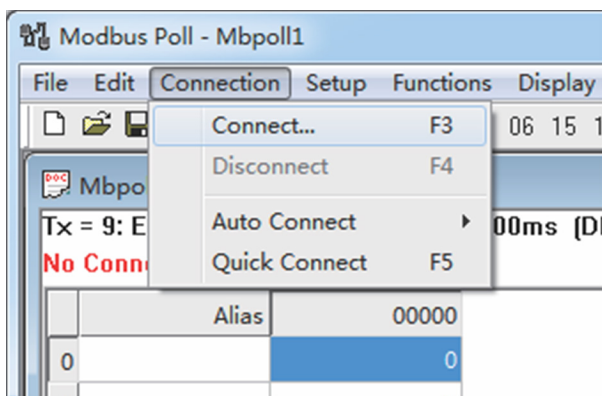 Modbus Poll - Mbpoll1
File Edit Connection Setup Functions Display
Connect... F3
06 15
Disconnect F4
Mbpo
Auto Connect
Tx = 9: E
00ms (D
Quick Connect F5
No Conn
Alias 00000
0 0